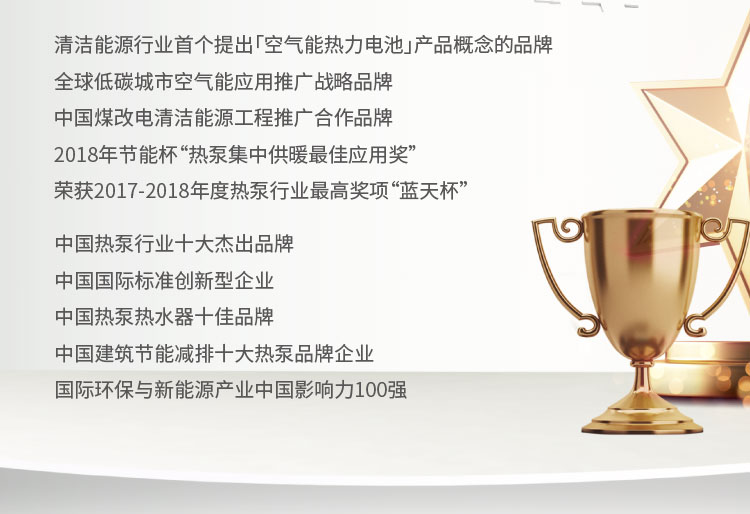 清洁能源行业首个提出「空气能热力电池」产品概念的品牌
全球低碳城市空气能应用推广战略品牌
中国煤改电清洁能源工程推广合作品牌
2018年节能杯“热泵集中供暖最佳应用奖”
荣获2017-2018年度热泵行业最高奖项“蓝天杯”
中国热泵行业十大杰出品牌
中国国际标准创新型企业
中国热泵热水器十佳品牌
中国建筑节能减排十大热泵品牌企业
国际环保与新能源产业中国影响力100强